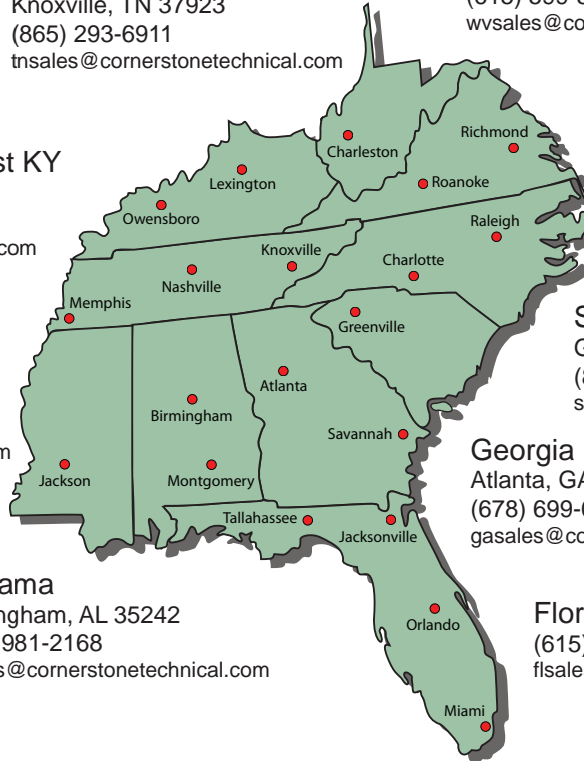 Knoxville, TN 37923
(865) 293-6911
tnsales@cornerstonetechnical.com
wvsales@co
Charleston
Richmond
KY
Lexington
Roanoke
Owensboro
Raleigh
com
Knoxville
Charlotte
Nashville
Memphis
Greenville
Atlanta
Birmingham
Savannah
Jackson
Montgomery
Georgia
Atlanta, GA
(678) 699-
gasales@co
Tallahassee
Jacksonville
ama
ngham, AL 35242
981-2168
s@cornerstonetechnical.com
Orlando
Flor
(615)
flsale
Miami